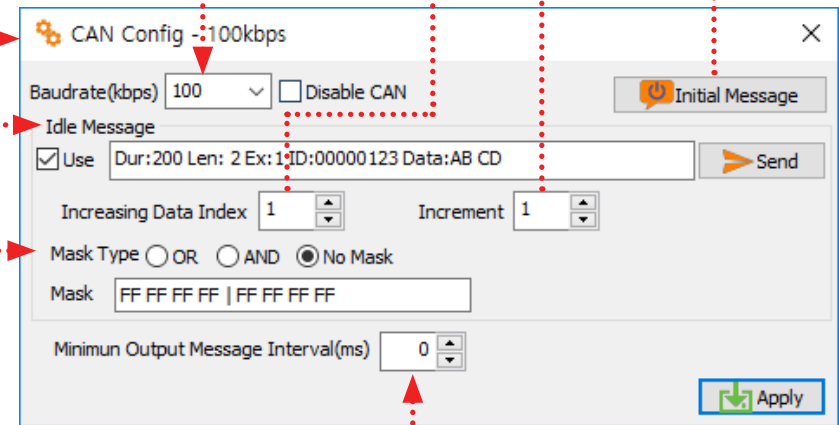 CAN Config - 100kbps
Baudrate(kbps) 100 Disable CAN Initial Message
Idle Message
Use Dur:200 Len: 2 Ex:1 ID:00000123 Data:AB CD Send
Increasing Data Index 1 Increment 1
Mask Type OR AND No Mask
Mask FF FF FF FF | FF FF FF FF
Minimun Output Message Interval(ms) 0
Apply